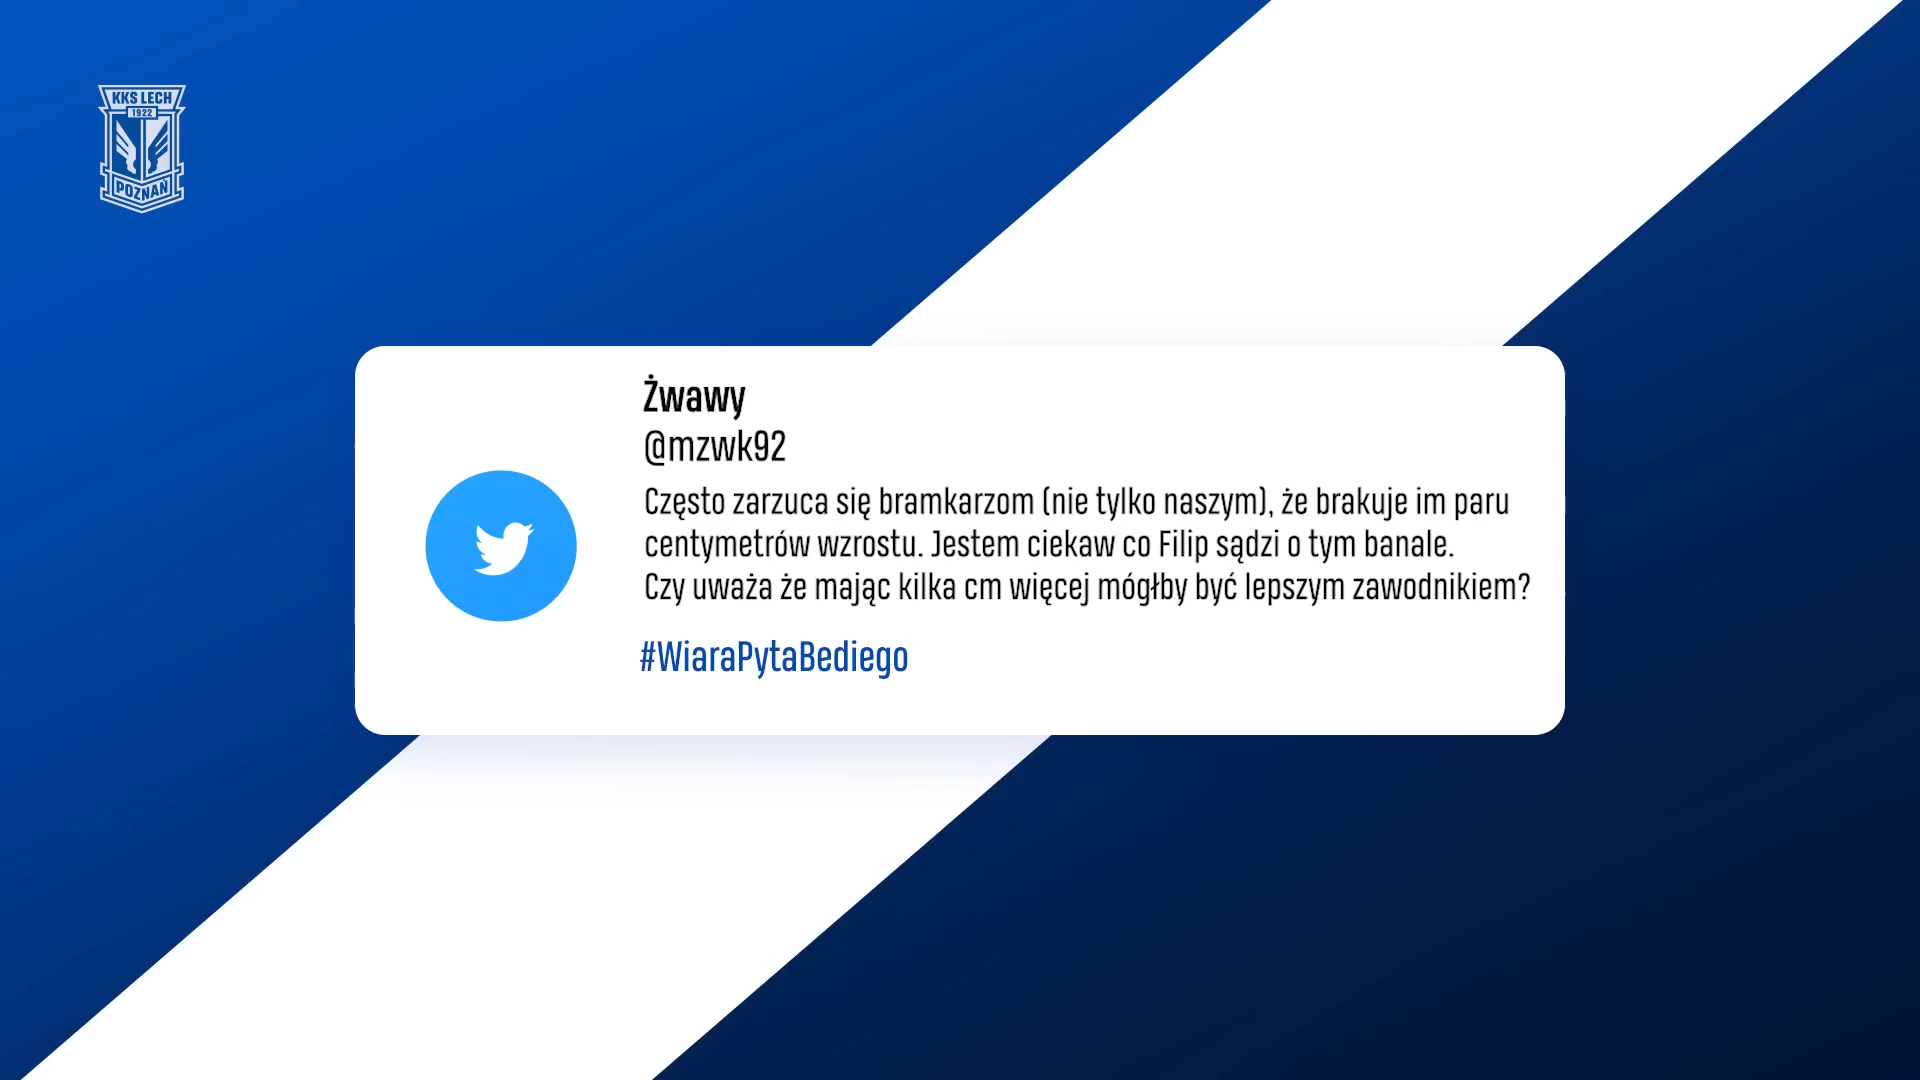 KKS LECH
1922
POZNAŃ
Żwawy
@mzwk92
Często zarzuca się bramkarzom (nie tylko naszym), że brakuje im paru
centymetrów wzrostu. Jestem ciekaw co Filip sądzi o tym banale.
Czy uważa że mając kilka cm więcej mógłby być lepszym zawodnikiem?
#WiaraPytaBediego